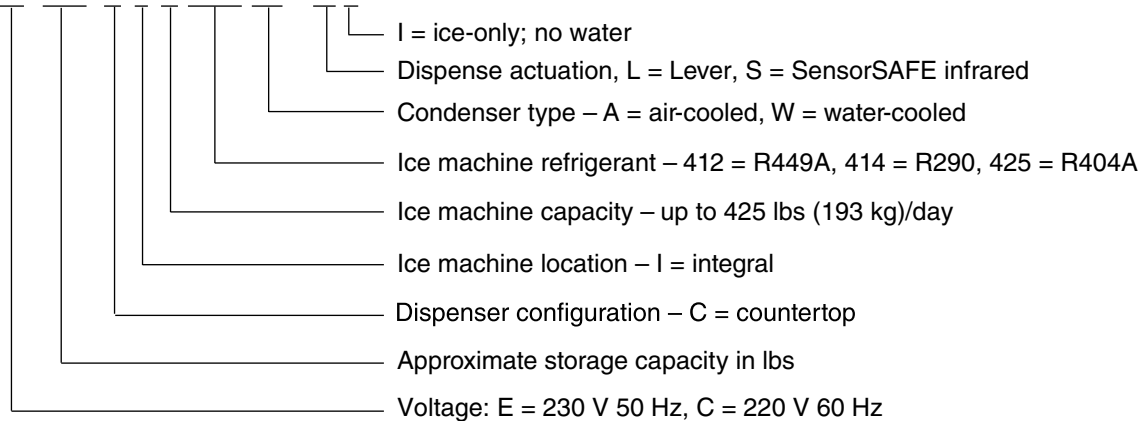 I = ice-only; no water
Dispense actuation, L = Lever, S = SensorSAFE infrared
Condenser type – A = air-cooled, W = water-cooled
Ice machine refrigerant – 412 = R449A, 414 = R290, 425 = R404A
Ice machine capacity – up to 425 lbs (193 kg)/day
Ice machine location – I = integral
Dispenser configuration – C = countertop
Approximate storage capacity in lbs
Voltage: E = 230 V 50 Hz, C = 220 V 60 Hz